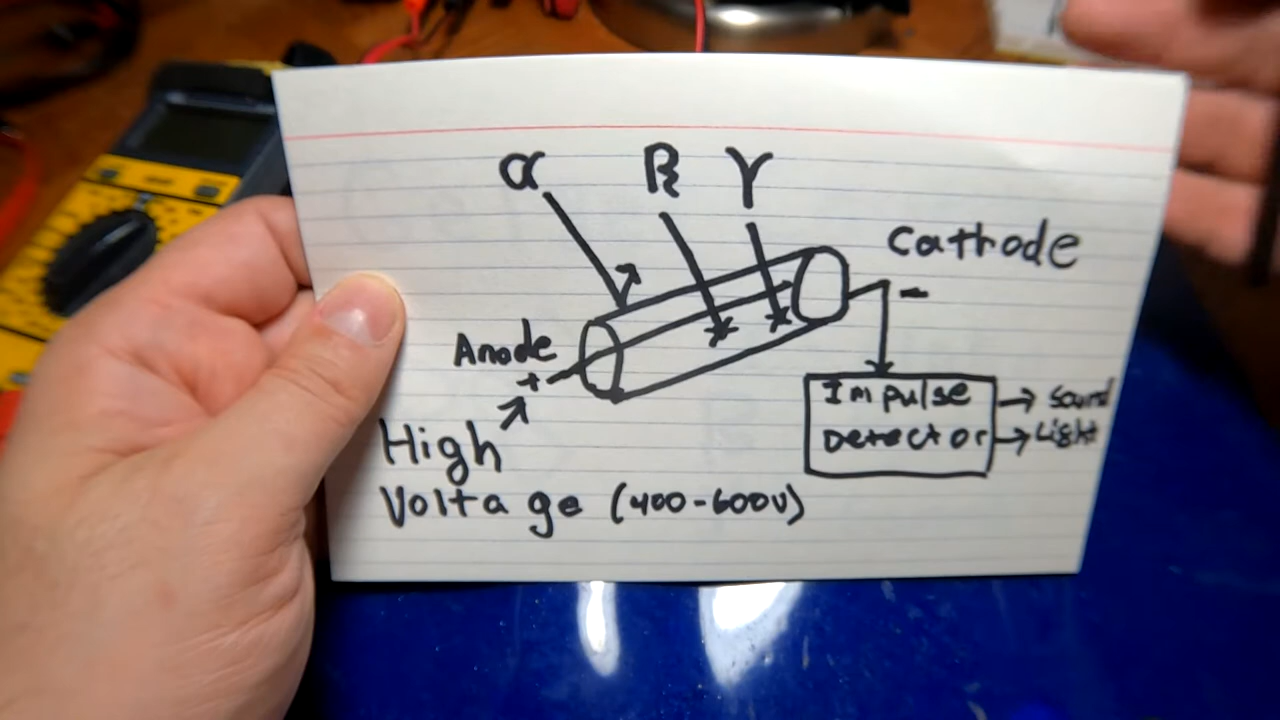 α β γ
Cathode
-
Anode
+
High
Voltage (400-600V)
Impulse
Detector
→ Sound
→ Light